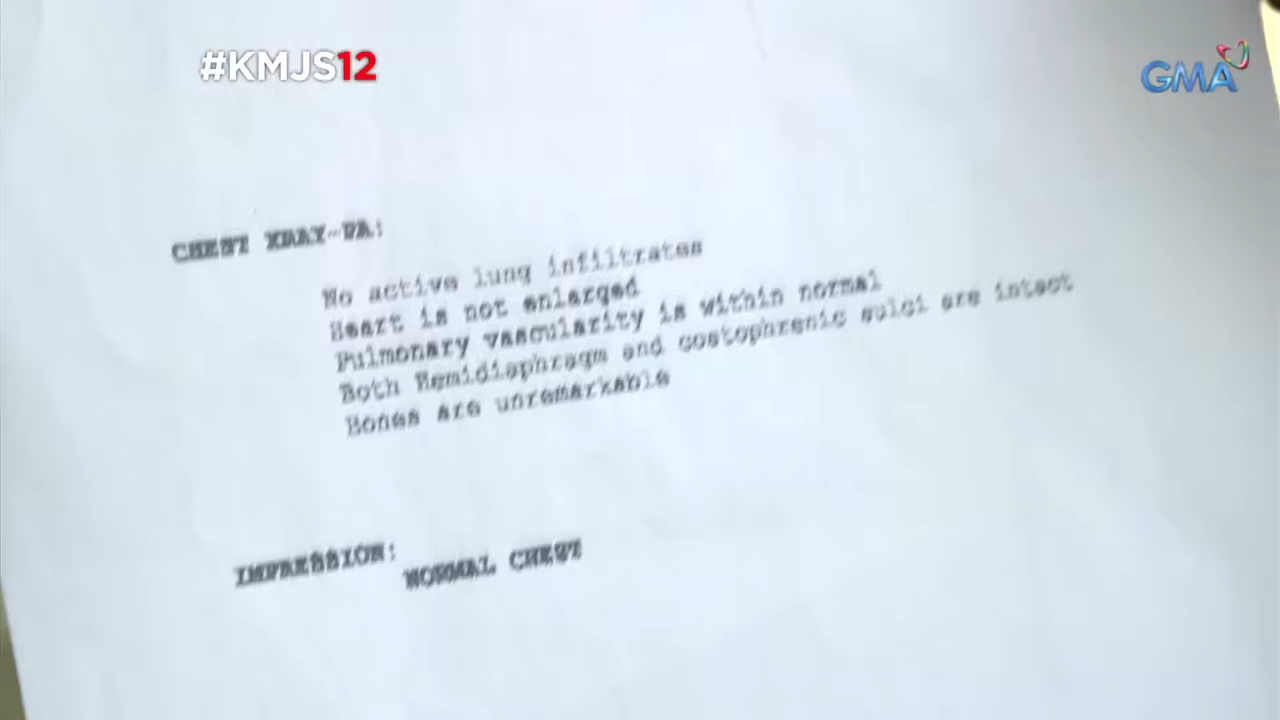 #KMJS12
GMA
CHEST XRAY-PA:
No active lung infiltrates
Heart is not enlarged
Pulmonary vascularity is within normal
Both Hemidiaphragm and costophrenic sulci are intact
Bones are unremarkable
IMPRESSION:
NORMAL CHEST